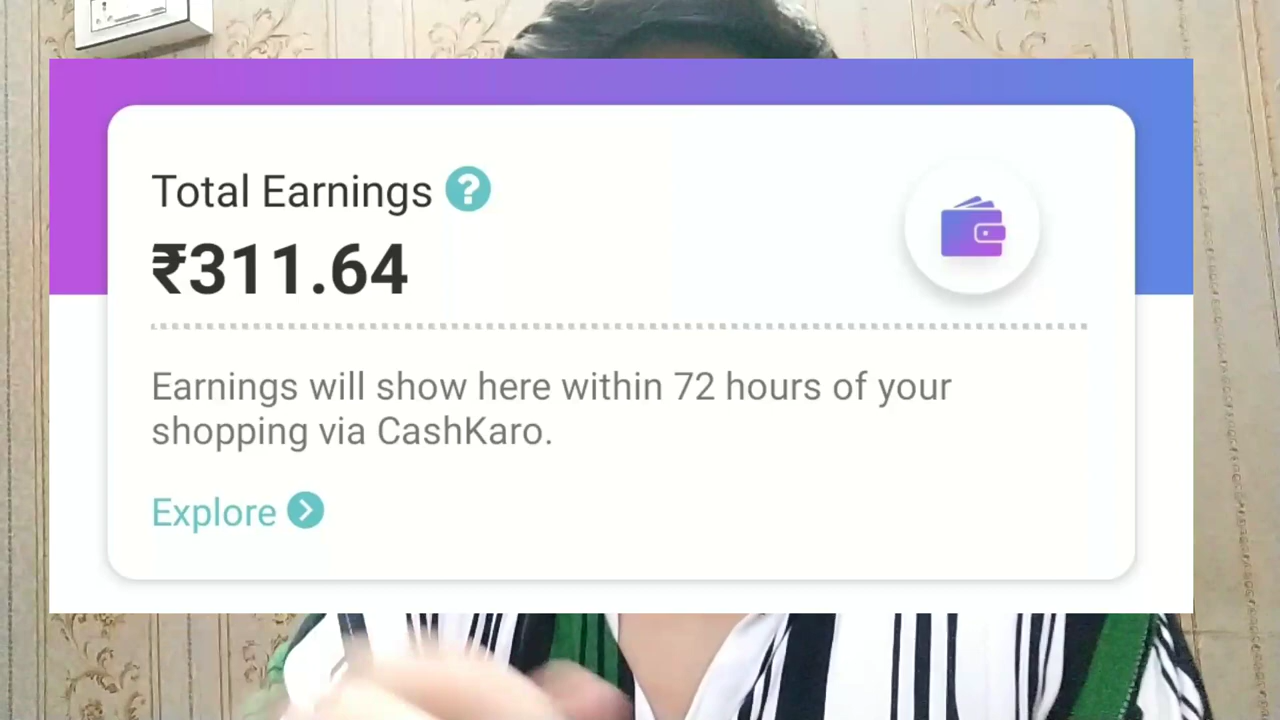 Total Earnings ?
₹311.64
Earnings will show here within 72 hours of your
shopping via CashKaro.
Explore